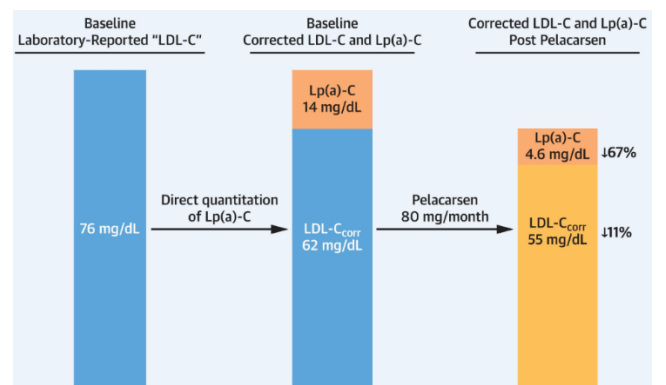 Baseline
Laboratory-Reported "LDL-C"
Baseline
Corrected LDL-C and Lp(a)-C
Corrected LDL-C and Lp(a)-C
Post Pelacarsen
76 mg/dL
Direct quantitation
of Lp(a)-C
Lp(a)-C
14 mg/dL
LDL-Ccorr
62 mg/dL
Pelacarsen
80 mg/month
Lp(a)-C
4.6 mg/dL
↓67%
LDL-Ccorr
55 mg/dL
↓11%